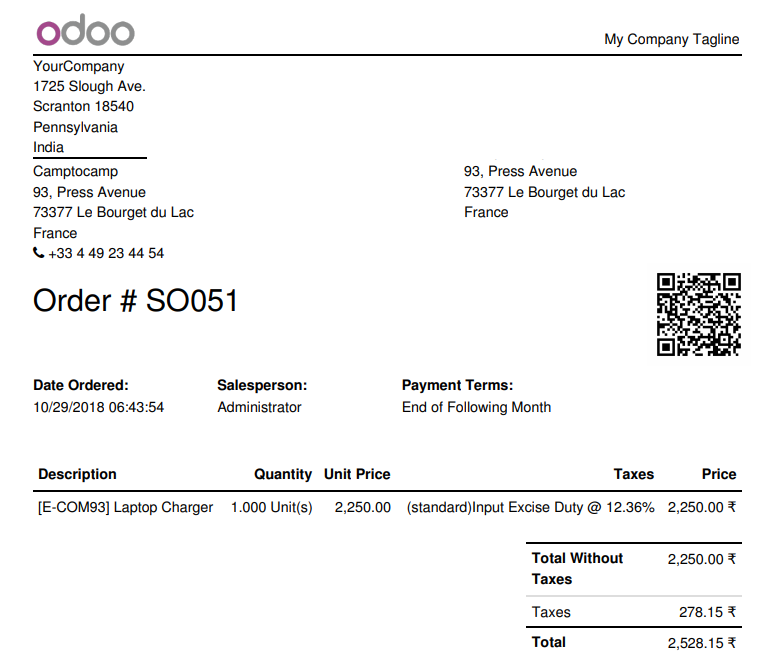 odoo
My Company Tagline
YourCompany
1725 Slough Ave.
Scranton 18540
Pennsylvania
India
Camptocamp
93, Press Avenue
73377 Le Bourget du Lac
France
+33 4 49 23 44 54
93, Press Avenue
73377 Le Bourget du Lac
France
Order # SO051
Date Ordered: Salesperson: Payment Terms:
10/29/2018 06:43:54 Administrator End of Following Month
Description Quantity Unit Price Taxes Price
[E-COM93] Laptop Charger 1.000 Unit(s) 2,250.00 (standard)Input Excise Duty @ 12.36% 2,250.00 ₹
Total Without Taxes 2,250.00 ₹
Taxes 278.15 ₹
Total 2,528.15 ₹